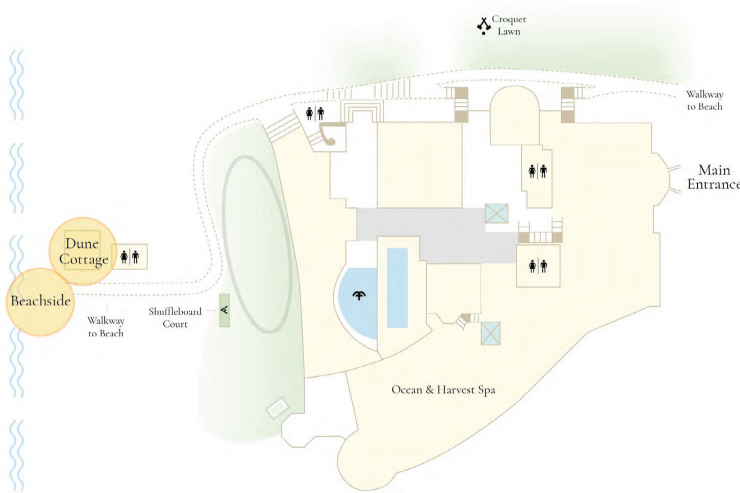 Croquet
Lawn
Walkway
to Beach
Main
Entrance
Dune
Cottage
Beachside
Walkway
to Beach
Shuffleboard
Court
Ocean & Harvest Spa